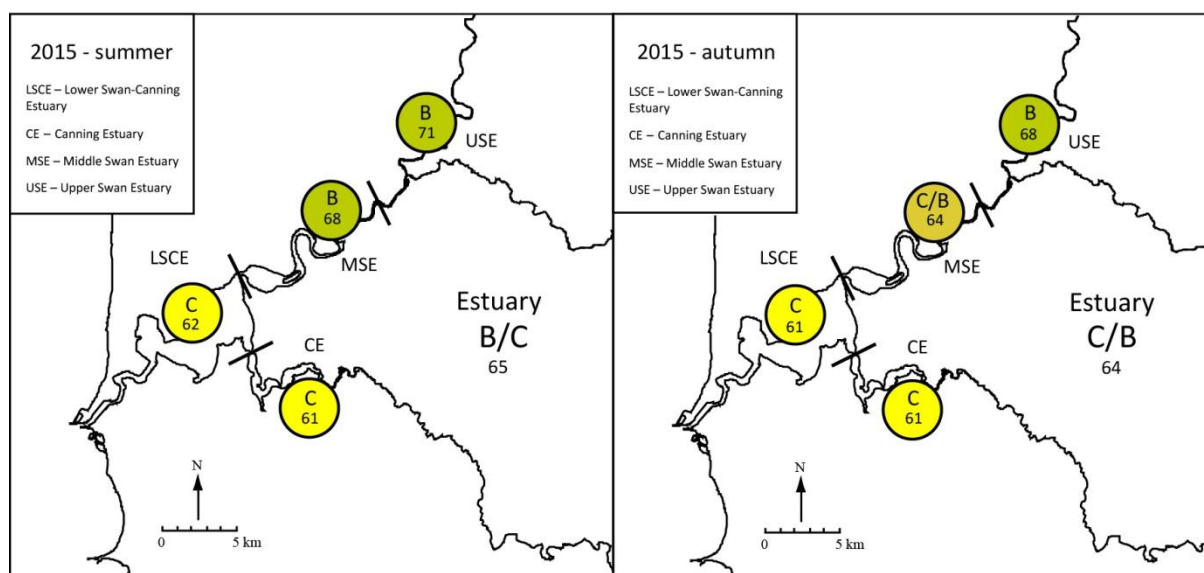 2015 - summer
LSCE – Lower Swan-Canning
Estuary
CE – Canning Estuary
MSE – Middle Swan Estuary
USE – Upper Swan Estuary
B
71
USE
B
68
MSE
LSCE
C
62
Estuary
B/C
65
CE
C
61
N
0 5 km
2015 - autumn
LSCE – Lower Swan-Canning
Estuary
CE – Canning Estuary
MSE – Middle Swan Estuary
USE – Upper Swan Estuary
B
68
USE
C/B
64
MSE
LSCE
C
61
Estuary
C/B
64
CE
C
61
N
0 5 km